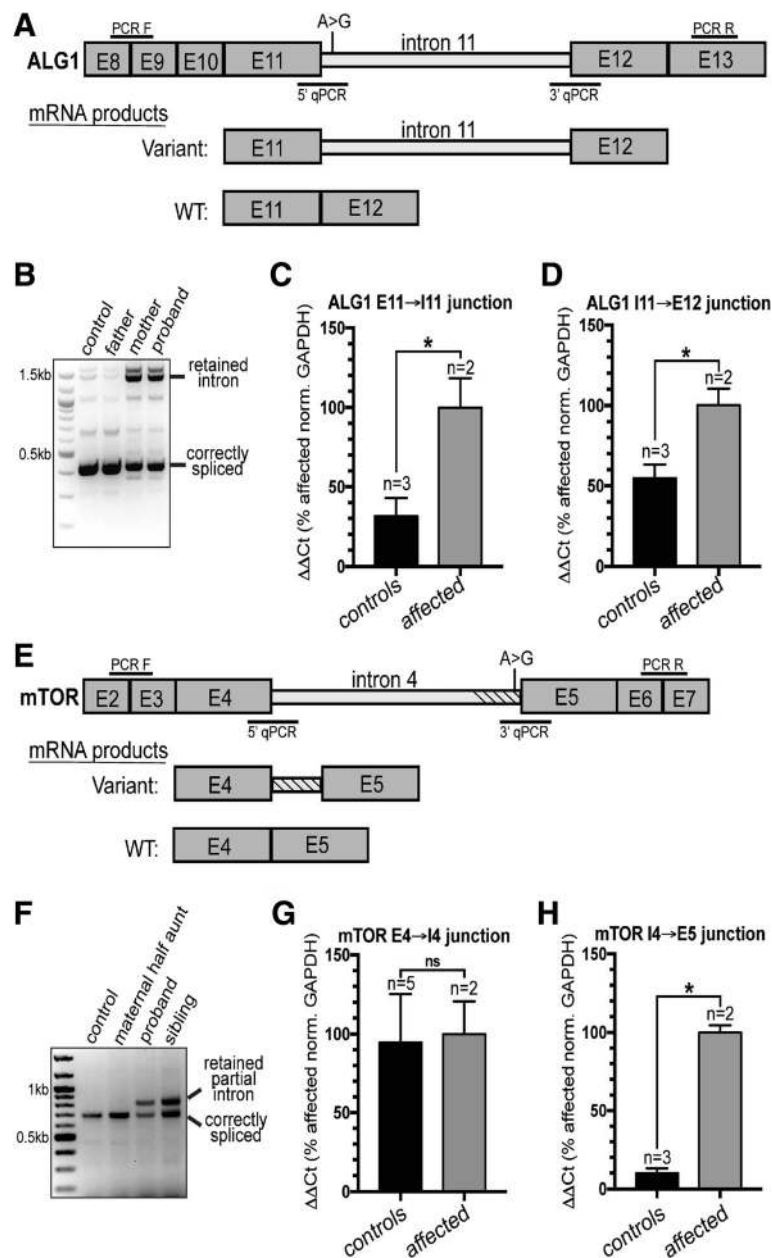 A
PCR F
A>G
PCR R
ALG1
E8
E9
E10
E11
intron 11
E12
E13
5' qPCR
3' qPCR
mRNA products
Variant:
E11
intron 11
E12
WT:
E11
E12
B
control
father
mother
proband
1.5kb
0.5kb
retained
intron
correctly
spliced
C
ALG1 E11→I11 junction
ΔΔCt (% affected norm. GAPDH)
150
100
50
0
*
n=3
n=2
controls
affected
D
ALG1 I11→E12 junction
ΔΔCt (% affected norm. GAPDH)
150
100
50
0
*
n=3
n=2
controls
affected
E
PCR F
A>G
PCR R
mTOR
E2
E3
E4
intron 4
E5
E6
E7
5' qPCR
3' qPCR
mRNA products
Variant:
E4
E5
WT:
E4
E5
F
control
maternal half aunt
proband
sibling
1kb
0.5kb
retained
partial
intron
correctly
spliced
G
mTOR E4→I4 junction
ΔΔCt (% affected norm. GAPDH)
150
100
50
0
ns
n=5
n=2
controls
affected
H
mTOR I4→E5 junction
ΔΔCt (% affected norm. GAPDH)
150
100
50
0
*
n=3
n=2
controls
affected